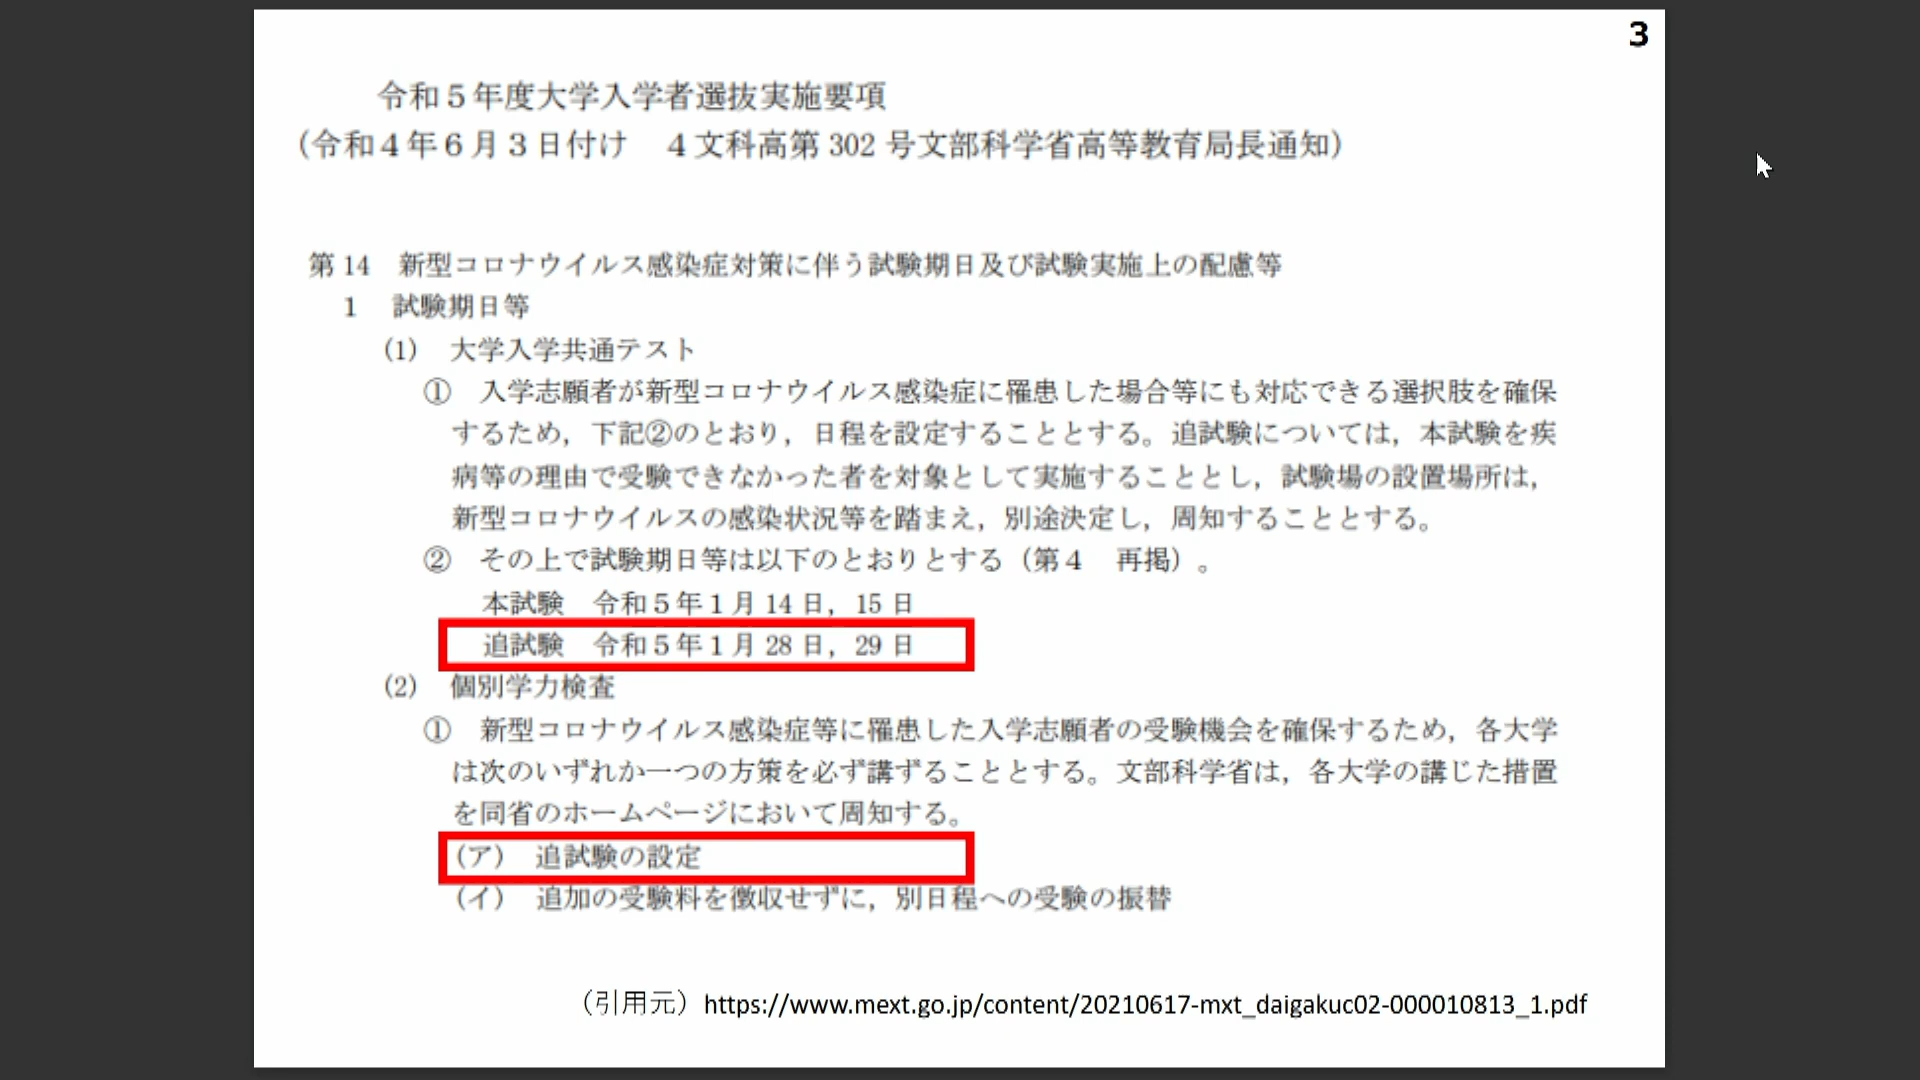 3
令和５年度大学入学者選抜実施要項
（令和４年６月３日付け　４文科高第 302 号文部科学省高等教育局長通知）
第 14　新型コロナウイルス感染症対策に伴う試験期日及び試験実施上の配慮等
1　試験期日等
(1)　大学入学共通テスト
①　入学志願者が新型コロナウイルス感染症に罹患した場合等にも対応できる選択肢を確保
するため，下記②のとおり，日程を設定することとする。追試験については，本試験を疾
病等の理由で受験できなかった者を対象として実施することとし，試験場の設置場所は，
新型コロナウイルスの感染状況等を踏まえ，別途決定し，周知することとする。
②　その上で試験期日等は以下のとおりとする（第４　再掲）。
本試験　令和５年１月 14 日，15 日
追試験　令和５年１月 28 日，29 日
(2)　個別学力検査
①　新型コロナウイルス感染症等に罹患した入学志願者の受験機会を確保するため，各大学
は次のいずれか一つの方策を必ず講ずることとする。文部科学省は，各大学の講じた措置
を同省のホームページにおいて周知する。
（ア）　追試験の設定
（イ）　追加の受験料を徴収せずに，別日程への受験の振替
（引用元）https://www.mext.go.jp/content/20210617-mxt_daigakuc02-000010813_1.pdf